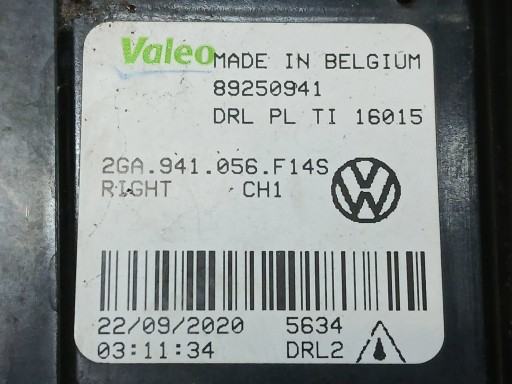 Valeo MADE IN BELGIUM
89250941
DRL PL TI 16015
2GA.941.056.F14S
RIGHT CH1
22/09/2020 5634
03:11:34 DRL2